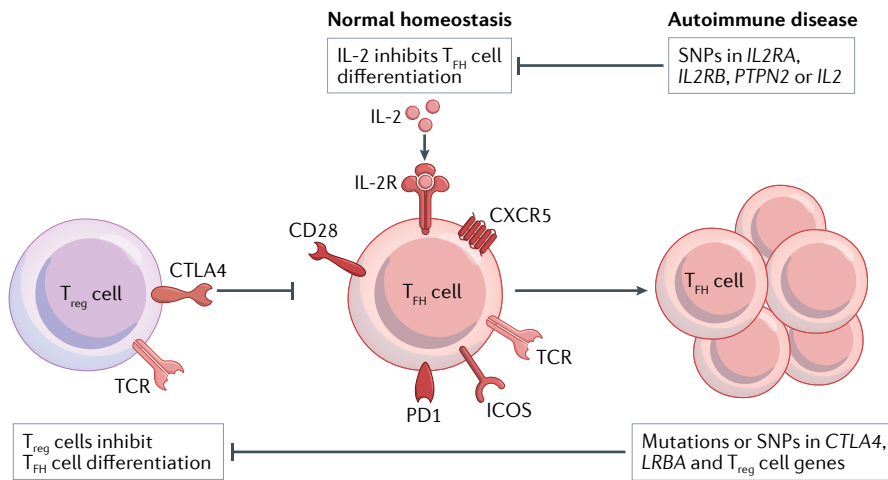 Normal homeostasis
Autoimmune disease
IL-2 inhibits TFH cell
differentiation
SNPs in IL2RA,
IL2RB, PTPN2 or IL2
IL-2
IL-2R
CXCR5
CD28
CTLA4
Treg cell
TFH cell
TFH cell
TCR
TCR
PD1
ICOS
Treg cells inhibit
TFH cell differentiation
Mutations or SNPs in CTLA4,
LRBA and Treg cell genes